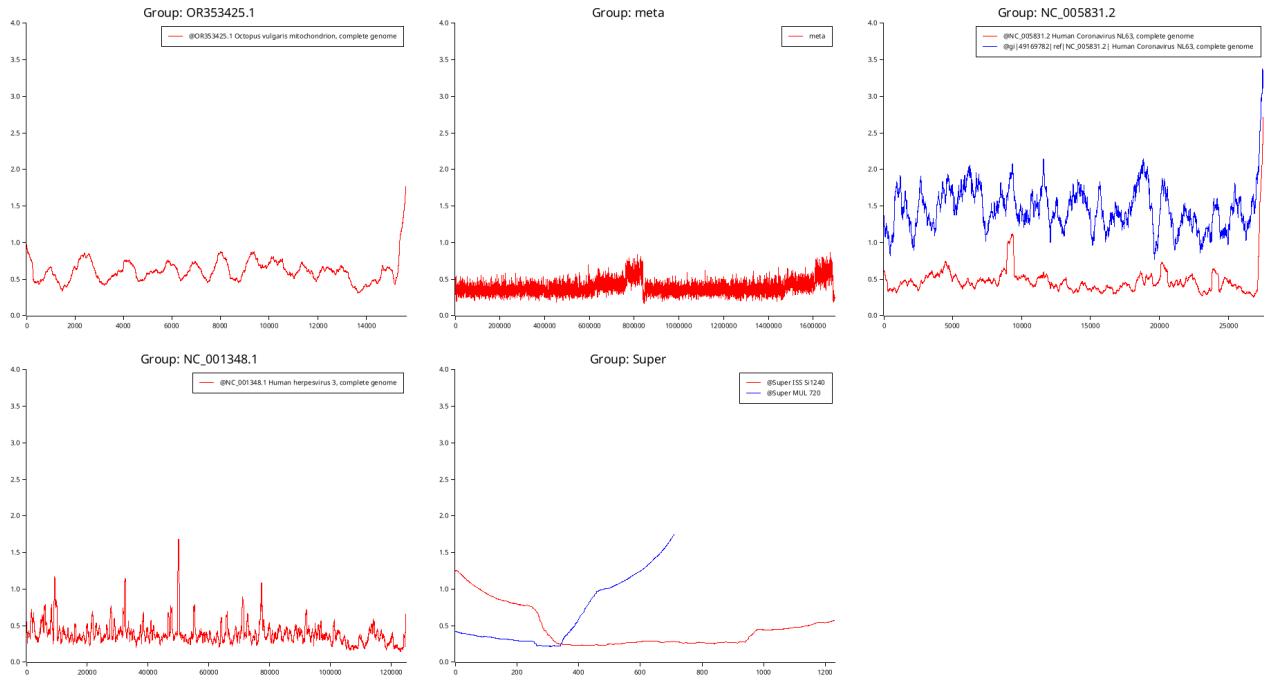 Group: OR353425.1
@OR353425.1 Octopus vulgaris mitochondrion, complete genome
4.0
3.5
3.0
2.5
2.0
1.5
1.0
0.5
0.0
0 2000 4000 6000 8000 10000 12000 14000
Group: meta
meta
4.0
3.5
3.0
2.5
2.0
1.5
1.0
0.5
0.0
0 200000 400000 600000 800000 1000000 1200000 1400000 1600000
Group: NC_005831.2
@NC_005831.2 Human Coronavirus NL63, complete genome
@gi|49169782|ref|NC_005831.2| Human Coronavirus NL63, complete genome
4.0
3.5
3.0
2.5
2.0
1.5
1.0
0.5
0.0
0 5000 10000 15000 20000 25000
Group: NC_001348.1
@NC_001348.1 Human herpesvirus 3, complete genome
4.0
3.5
3.0
2.5
2.0
1.5
1.0
0.5
0.0
0 20000 40000 60000 80000 100000 120000
Group: Super
@Super ISS Si1240
@Super MUL 720
4.0
3.5
3.0
2.5
2.0
1.5
1.0
0.5
0.0
0 200 400 600 800 1000 1200